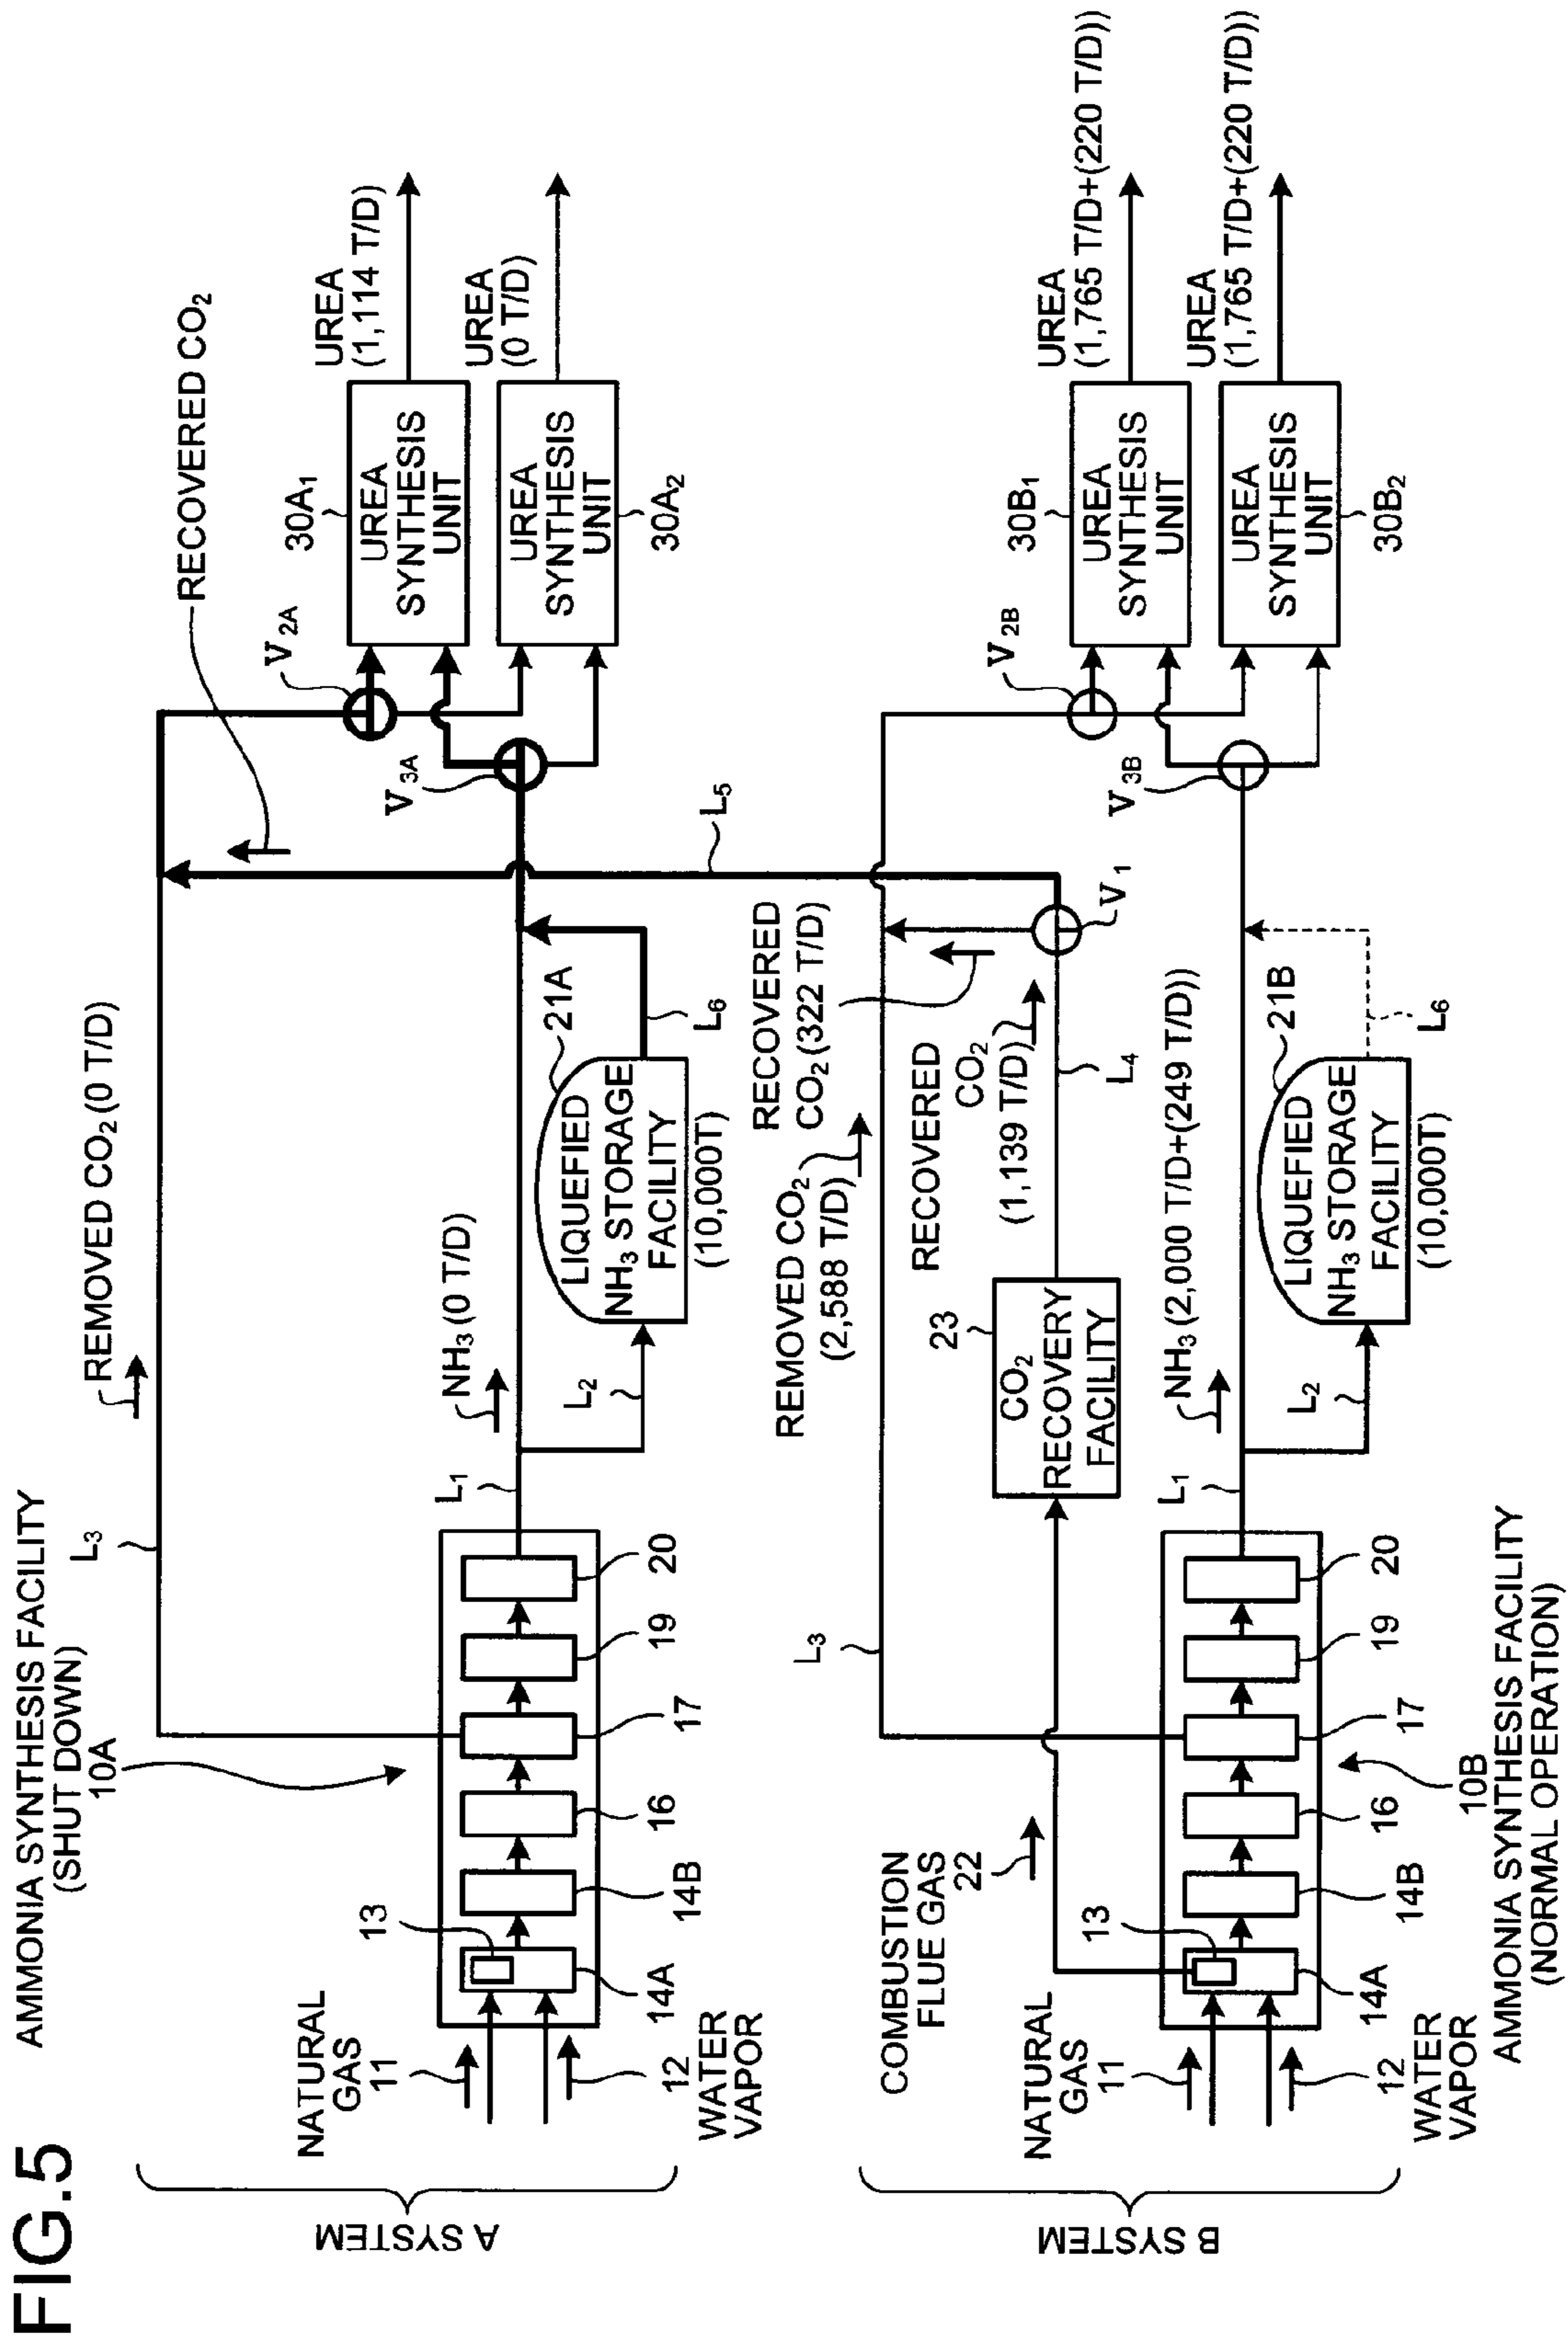 FIG.5
AMMONIA SYNTHESIS FACILITY
(SHUT DOWN)
10A
L3
REMOVED CO2 (0 T/D)
RECOVERED CO2
A SYSTEM
NATURAL
GAS
11
12
WATER
VAPOR
13
14A
14B
16
17
19
20
L1
NH3 (0 T/D)
L2
LIQUEFIED
NH3 STORAGE
FACILITY
(10,000T)
21A
L6
L5
V2A
V3A
30A1
UREA
SYNTHESIS
UNIT
UREA
(1,114 T/D)
UREA
SYNTHESIS
UNIT
30A2
UREA
(0 T/D)
B SYSTEM
COMBUSTION
FLUE GAS
22
L3
REMOVED CO2
(2,588 T/D)
RECOVERED
CO2 (322 T/D)
RECOVERED
CO2
(1,139 T/D)
L4
V1
23
CO2
RECOVERY
FACILITY
NATURAL
GAS
11
12
WATER
VAPOR
13
14A
14B
16
17
19
20
10B
AMMONIA SYNTHESIS FACILITY
(NORMAL OPERATION)
L1
NH3 (2,000 T/D+(249 T/D))
L2
LIQUEFIED
NH3 STORAGE
FACILITY
(10,000T)
21B
L6
V2B
V3B
30B1
UREA
SYNTHESIS
UNIT
UREA
(1,765 T/D+(220 T/D))
UREA
SYNTHESIS
UNIT
30B2
UREA
(1,765 T/D+(220 T/D))